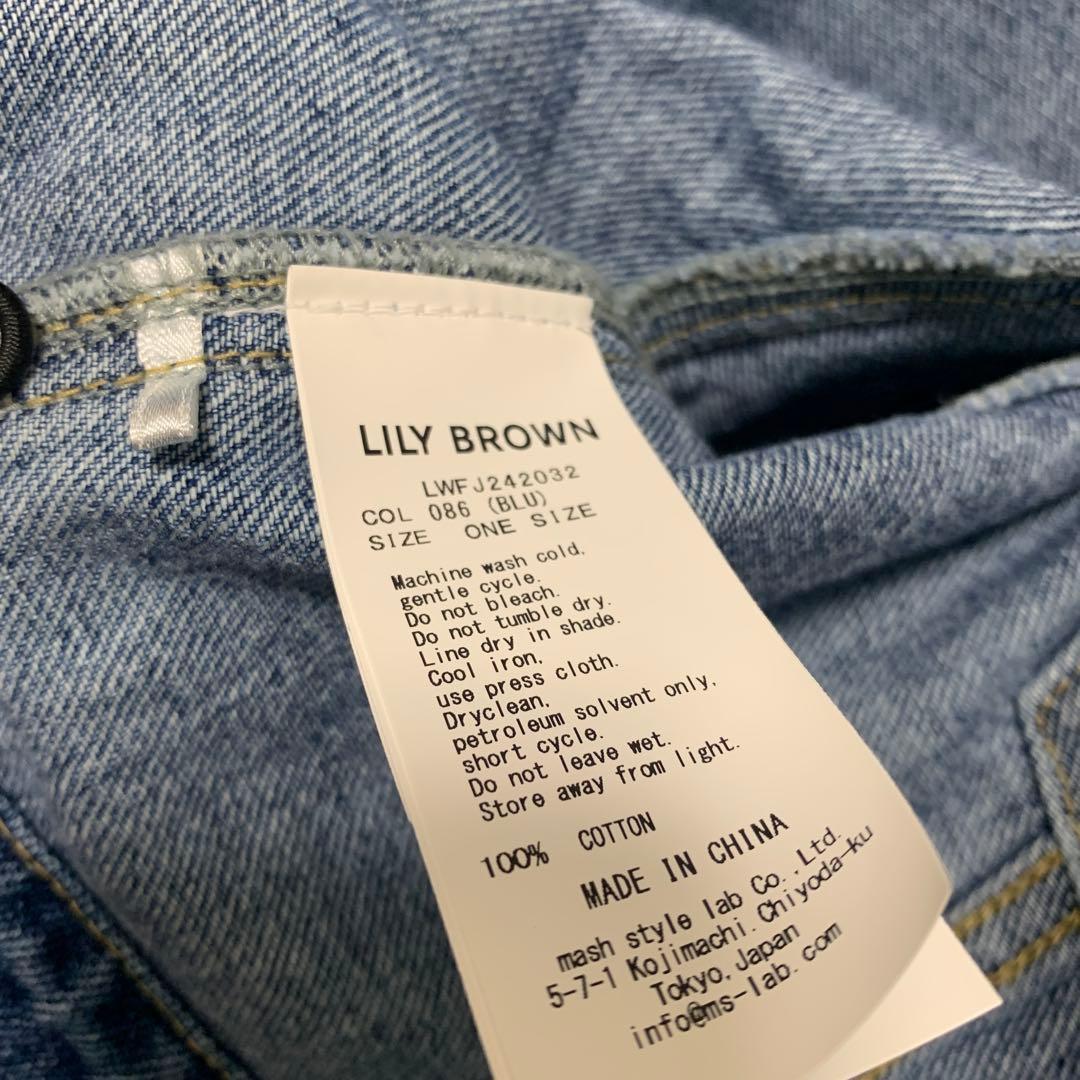 LILY BROWN
LWFJ242032
COL 086 (BLU)
SIZE ONE SIZE
Machine wash cold,
gentle cycle.
Do not bleach.
Do not tumble dry.
Line dry in shade.
Cool iron,
use press cloth.
Dryclean,
petroleum solvent only,
short cycle.
Do not leave wet.
Store away from light.
100% COTTON
MADE IN CHINA
mash style lab Co.,Ltd.
5-7-1 Kojimachi.Chiyoda-ku
Tokyo.Japan
info@ms-lab.com